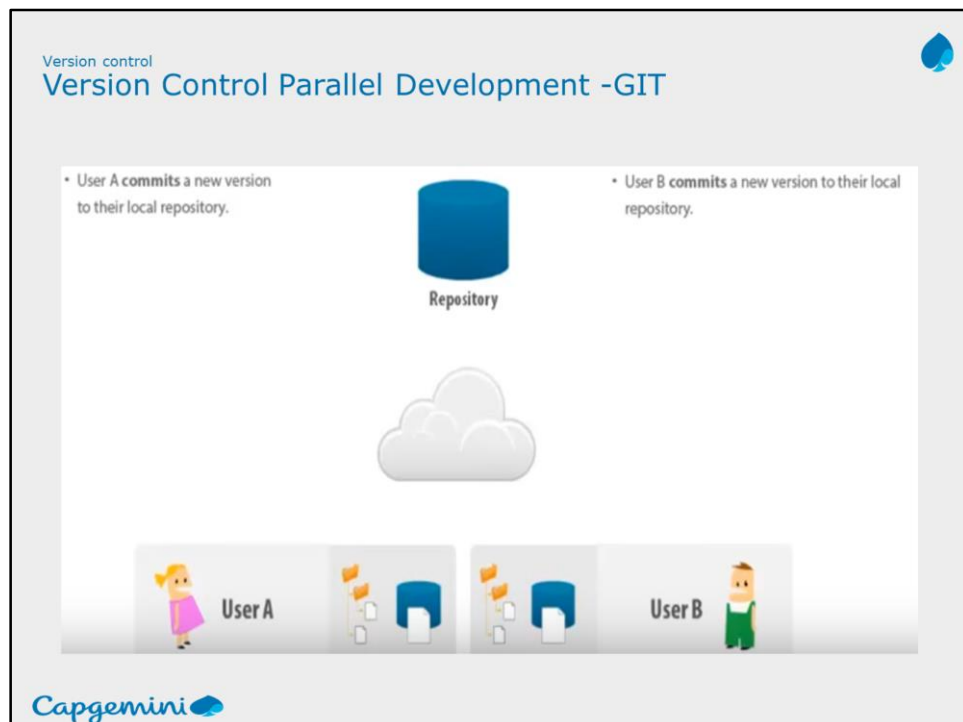 Version control
Version Control Parallel Development -GIT
• User A commits a new version
to their local repository.
• User B commits a new version to their local
repository.
Repository
User A
User B
Capgemini